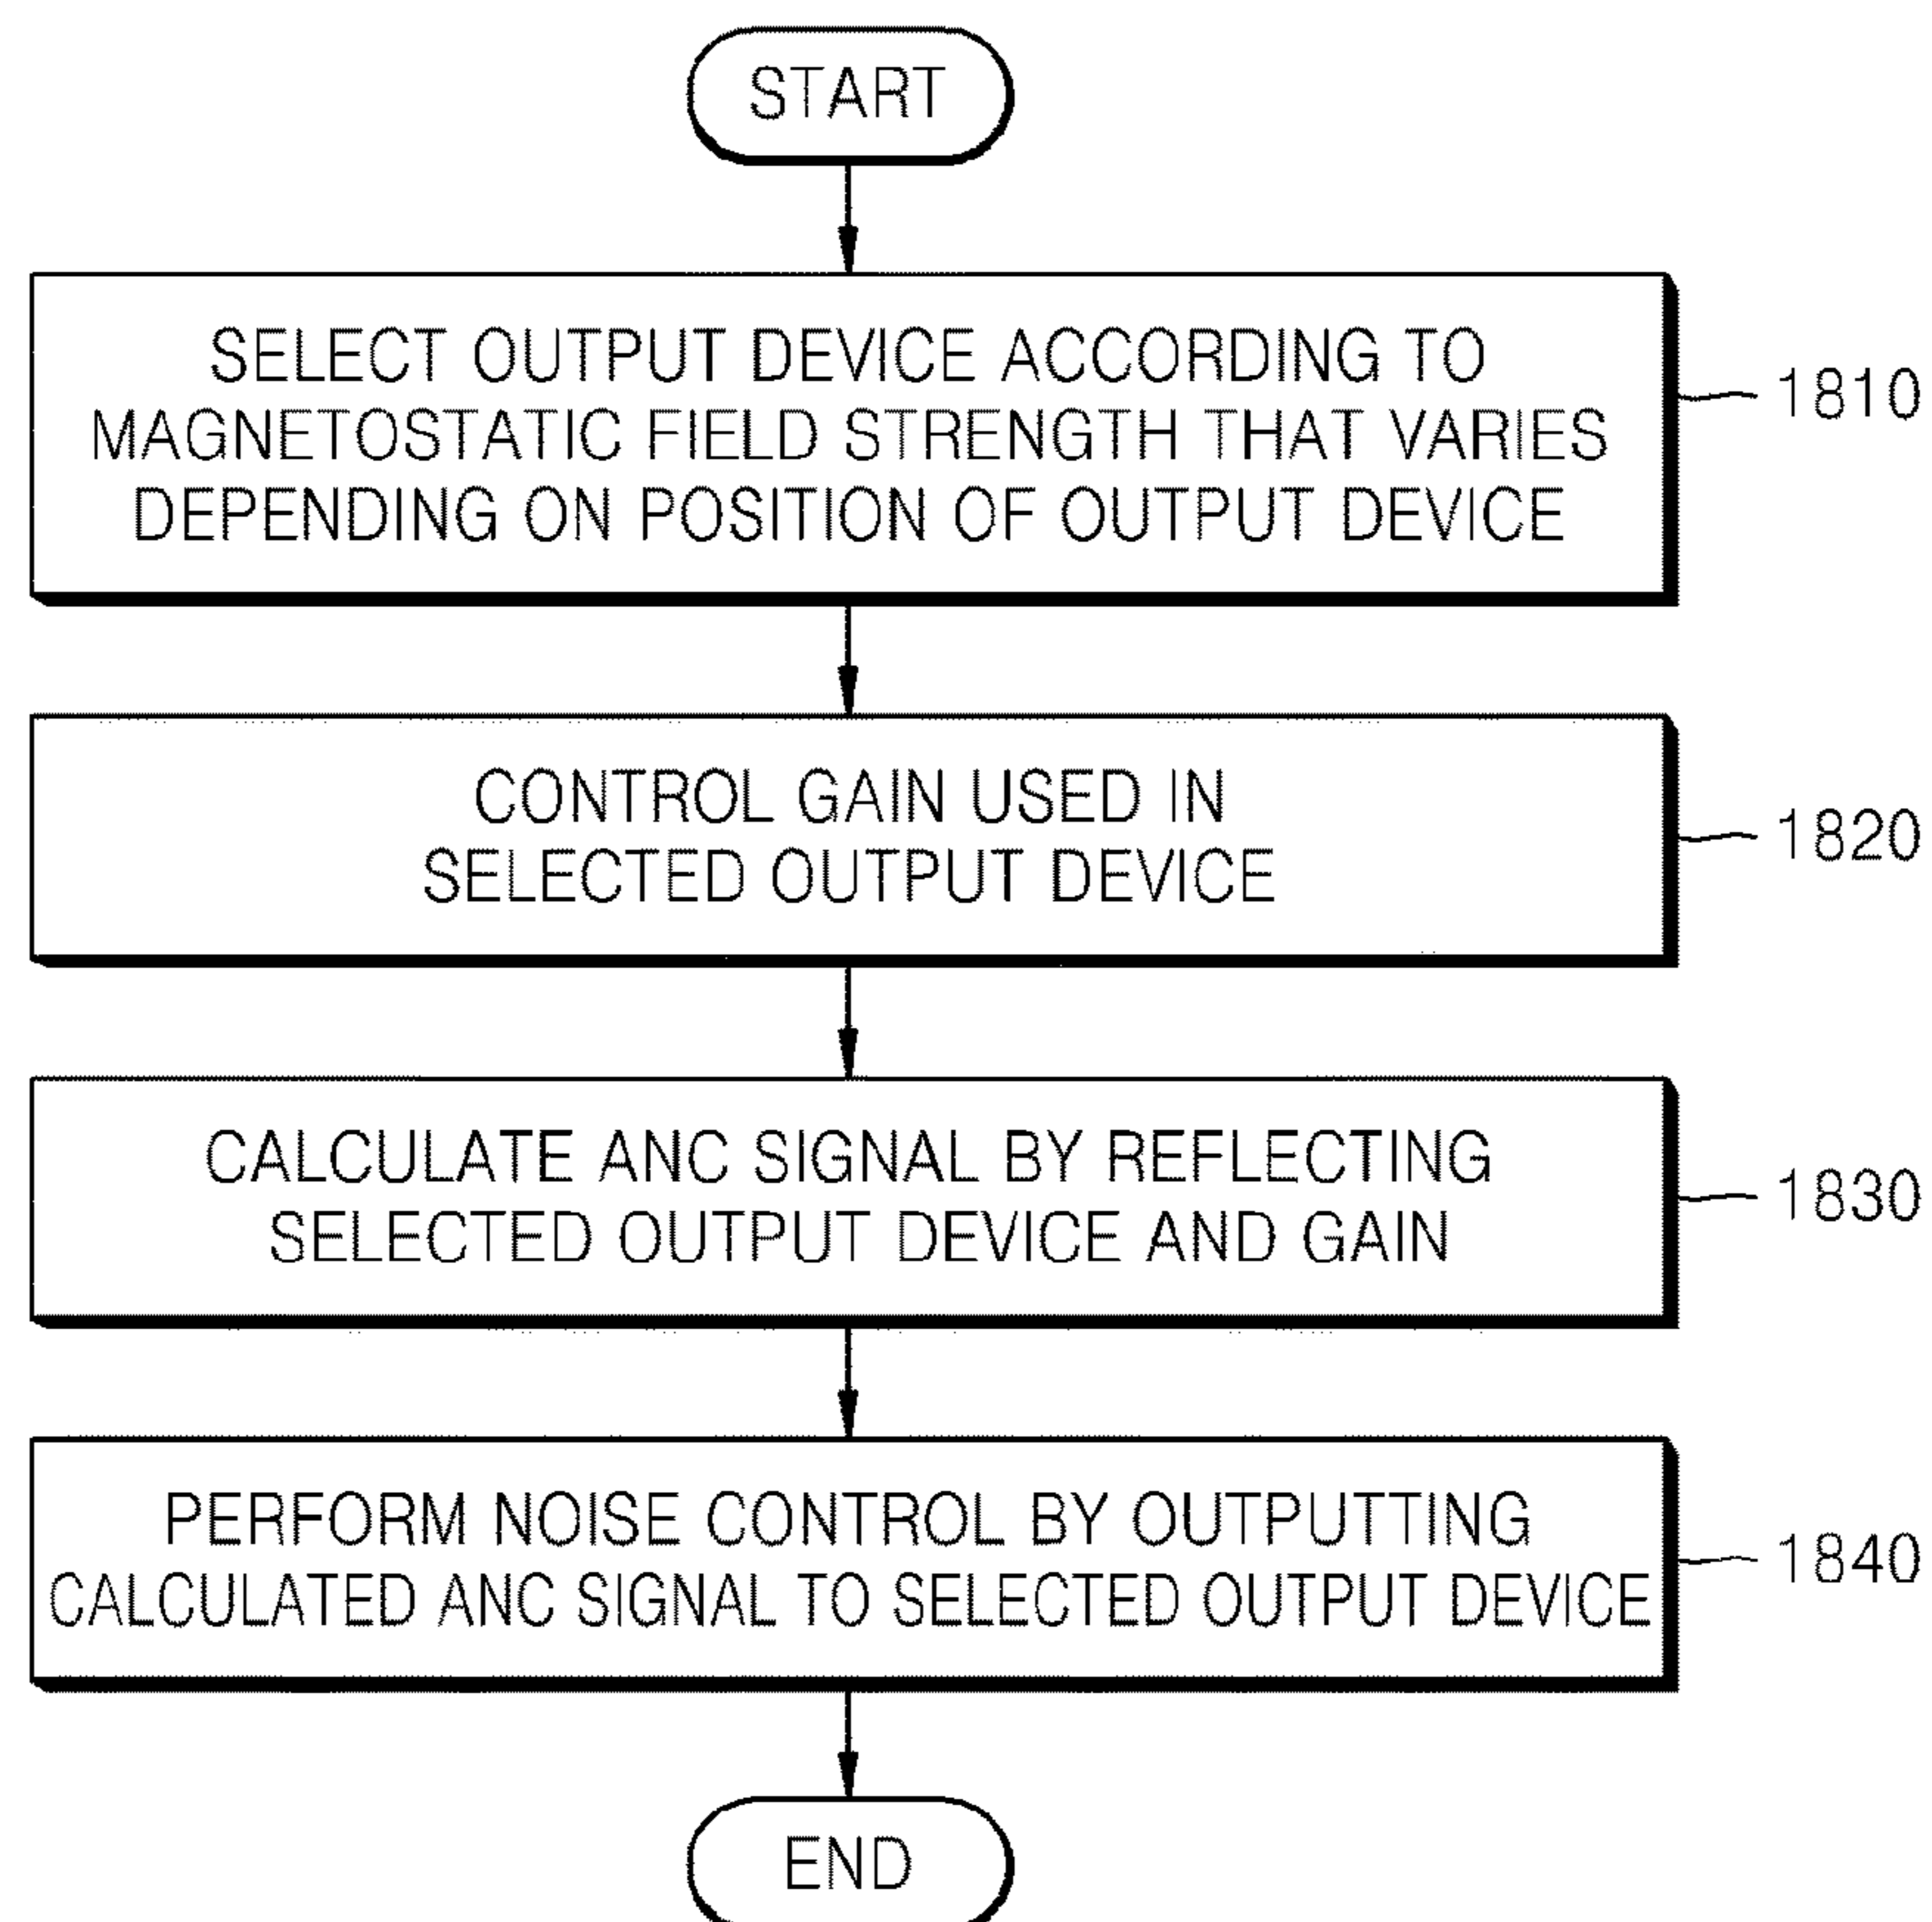 START
SELECT OUTPUT DEVICE ACCORDING TO
MAGNETOSTATIC FIELD STRENGTH THAT VARIES
DEPENDING ON POSITION OF OUTPUT DEVICE
1810
CONTROL GAIN USED IN
SELECTED OUTPUT DEVICE
1820
CALCULATE ANC SIGNAL BY REFLECTING
SELECTED OUTPUT DEVICE AND GAIN
1830
PERFORM NOISE CONTROL BY OUTPUTTING
CALCULATED ANC SIGNAL TO SELECTED OUTPUT DEVICE
1840
END